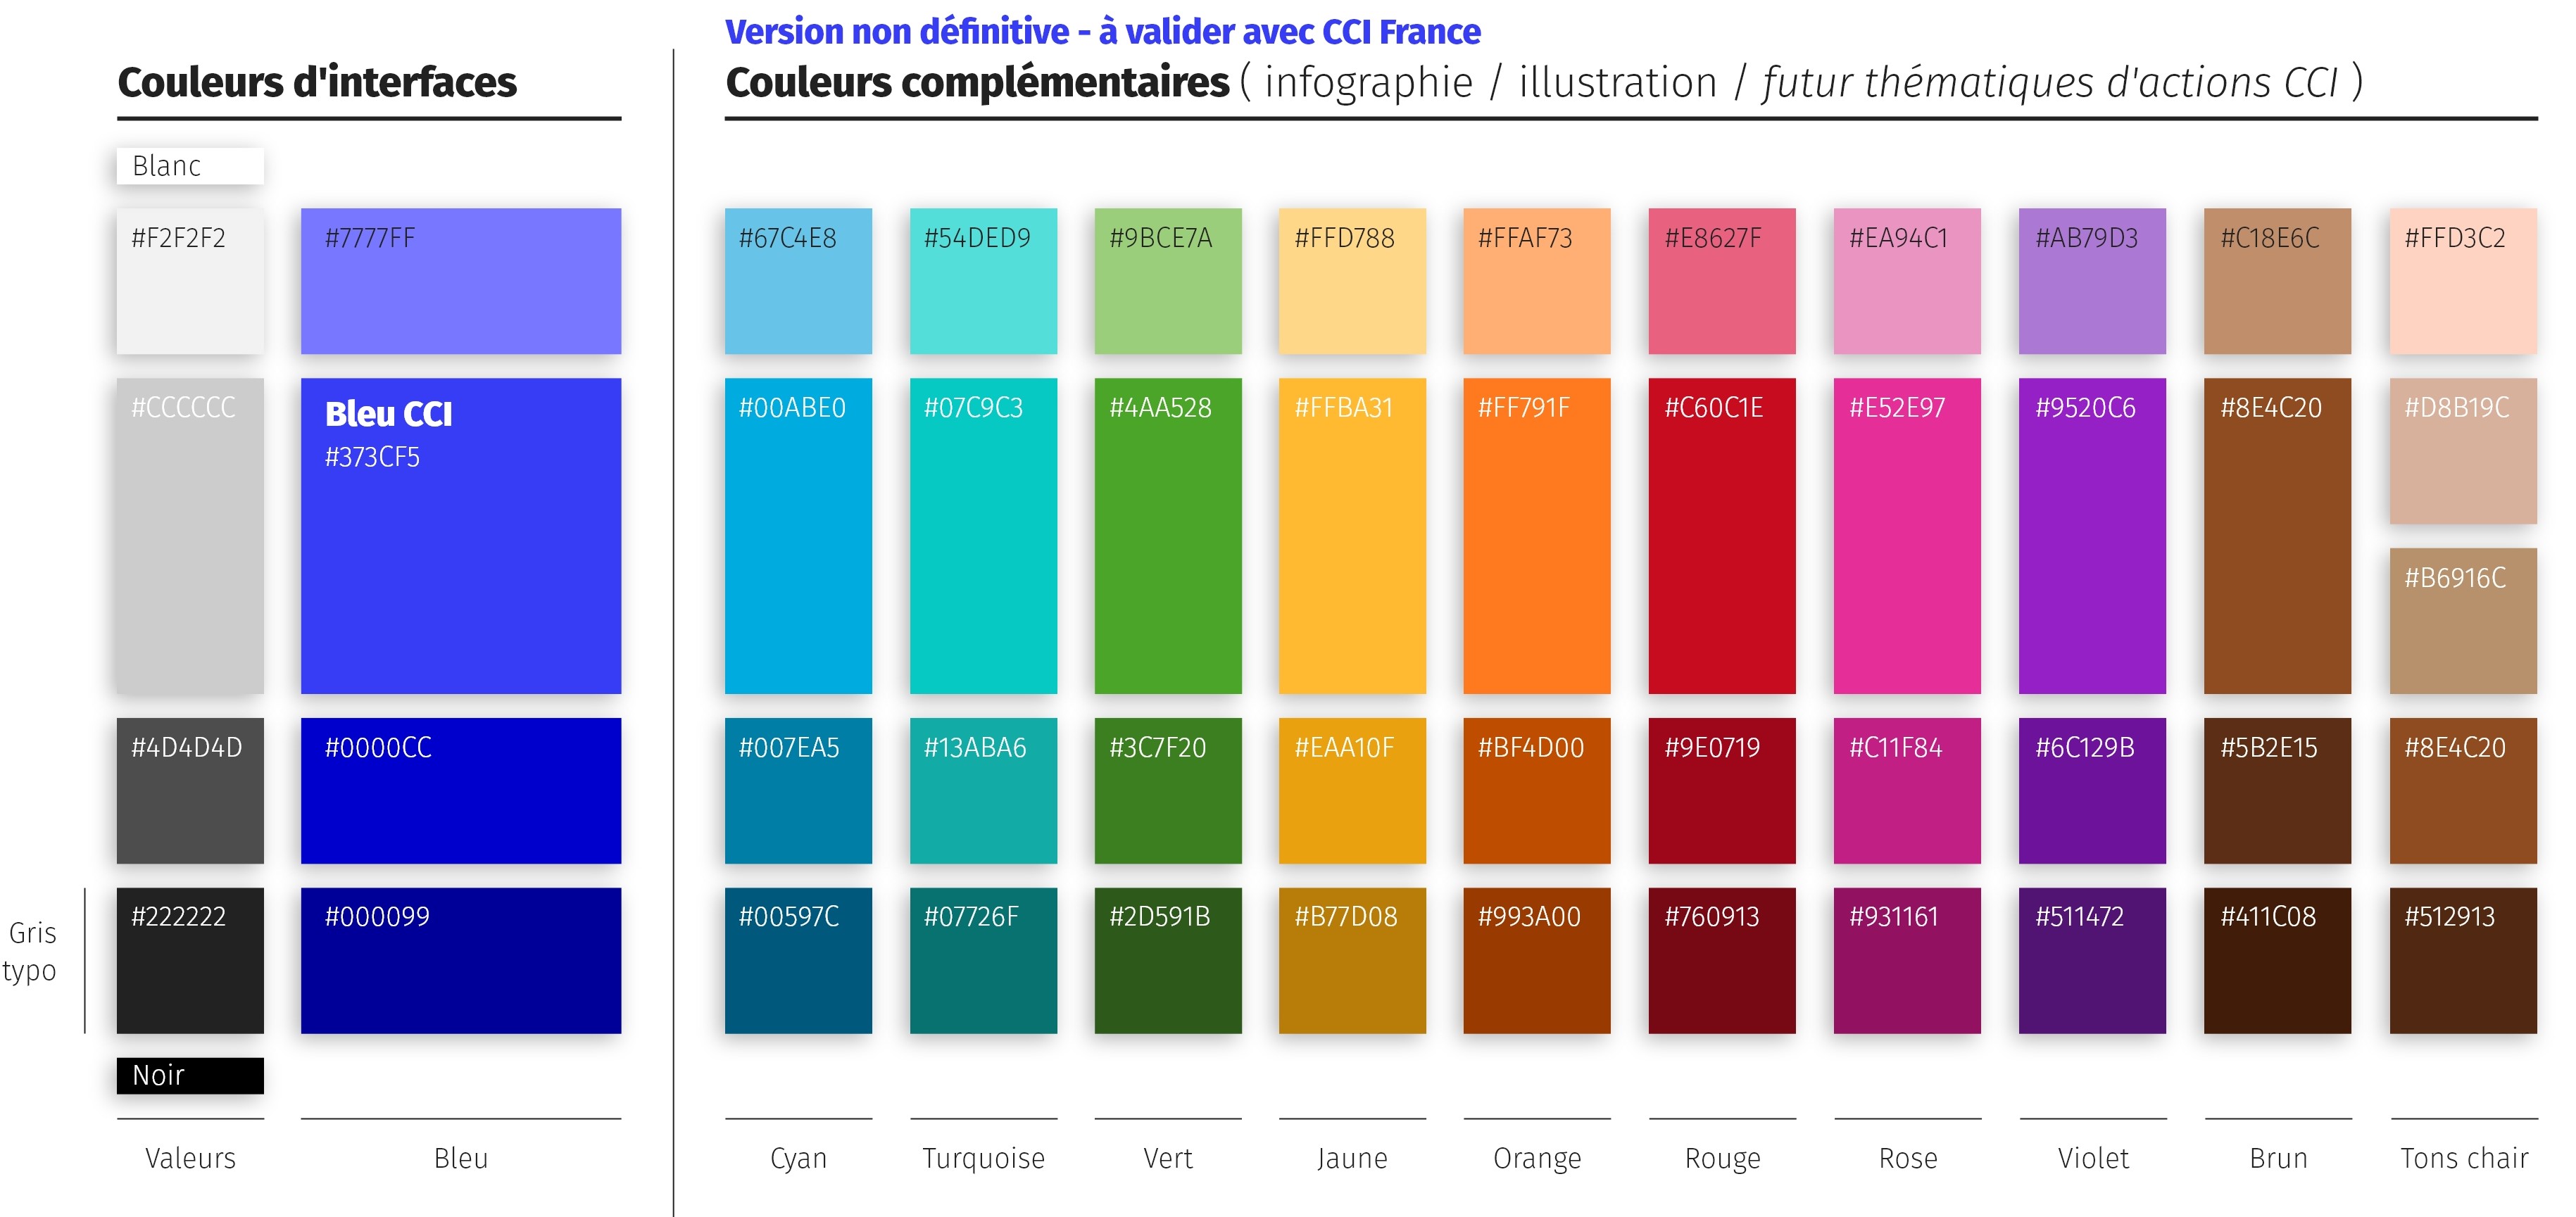 Version non définitive - à valider avec CCI France
Couleurs d'interfaces
Couleurs complémentaires ( infographie / illustration / futur thématiques d'actions CCI )
Blanc
#F2F2F2 #7777FF #67C4E8 #54DED9 #9BCE7A #FFD788 #FFAF73 #E8627F #EA94C1 #AB79D3 #C18E6C #FFD3C2
#CCCCCC Bleu CCI #00ABE0 #07C9C3 #4AA528 #FFBA31 #FF791F #C60C1E #E52E97 #9520C6 #8E4C20 #D8B19C
#373CF5
#B6916C
#4D4D4D #0000CC #007EA5 #13ABA6 #3C7F20 #EAA10F #BF4D00 #9E0719 #C11F84 #6C129B #5B2E15 #8E4C20
#222222 #000099 #00597C #07726F #2D591B #B77D08 #993A00 #760913 #931161 #511472 #411C08 #512913
Gris
typo
Noir
Valeurs Bleu Cyan Turquoise Vert Jaune Orange Rouge Rose Violet Brun Tons chair